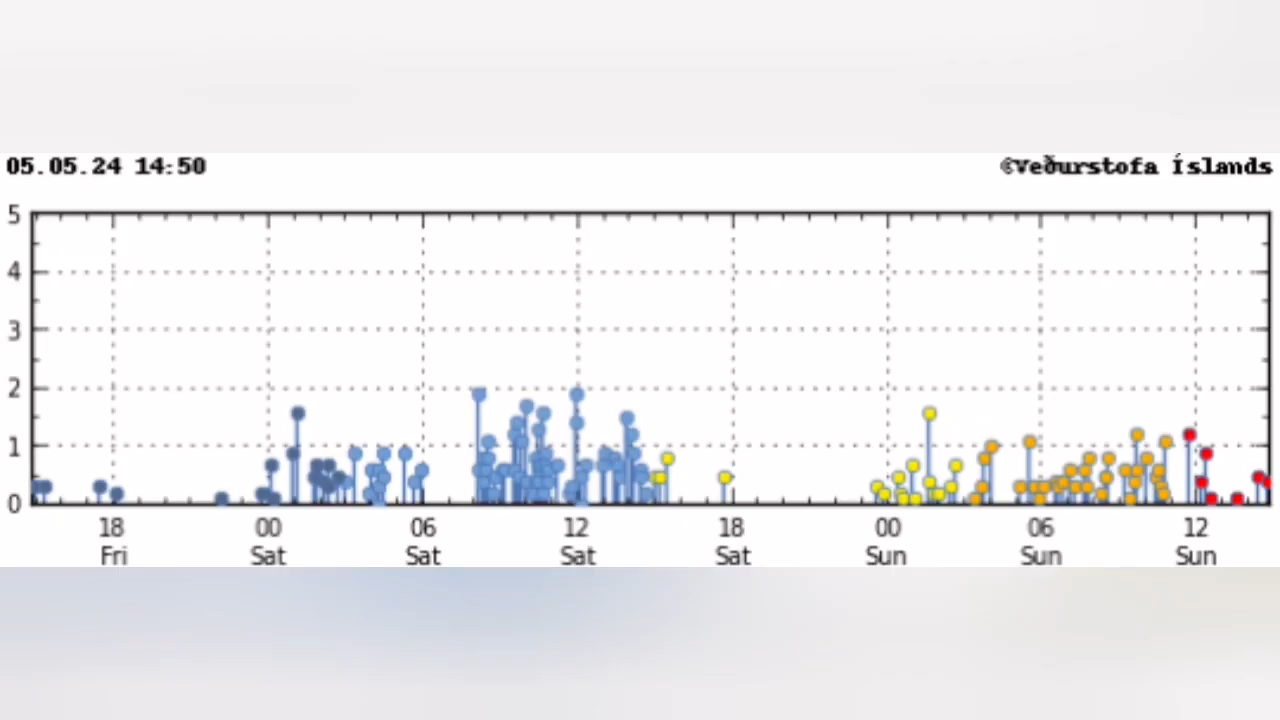 05.05.24 14:50
©Veðurstofa Íslands
5
4
3
2
1
0
18 00 06 12 18 00 06 12
Fri Sat Sat Sat Sat Sun Sun Sun